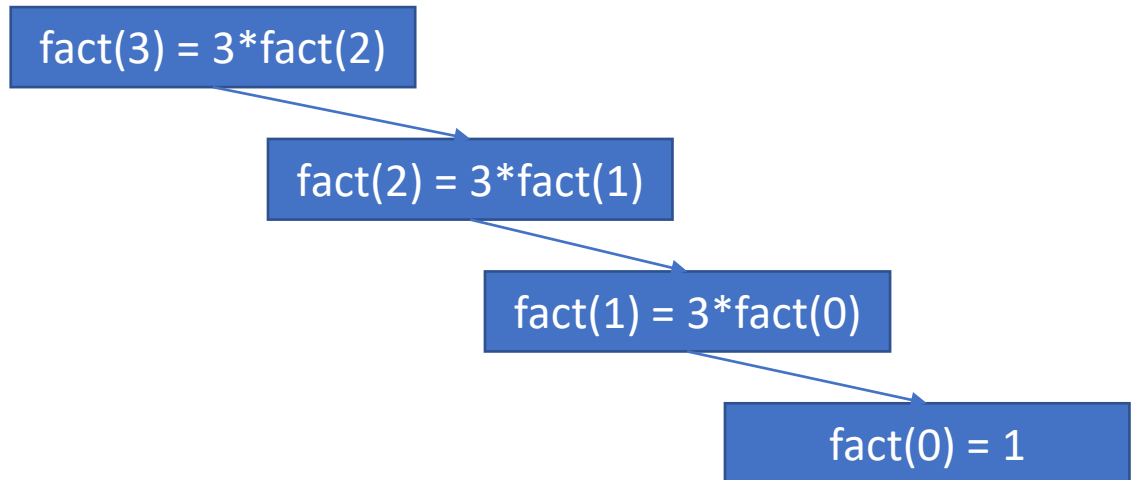 fact(3) = 3*fact(2)
fact(2) = 3*fact(1)
fact(1) = 3*fact(0)
fact(0) = 1